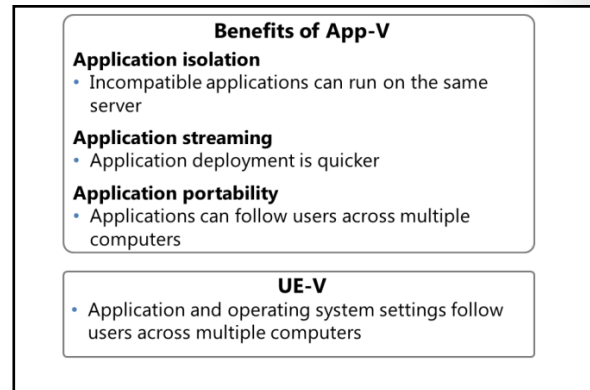 Benefits of App-V
Application isolation
• Incompatible applications can run on the same
server
Application streaming
• Application deployment is quicker
Application portability
• Applications can follow users across multiple
computers
UE-V
• Application and operating system settings follow
users across multiple computers